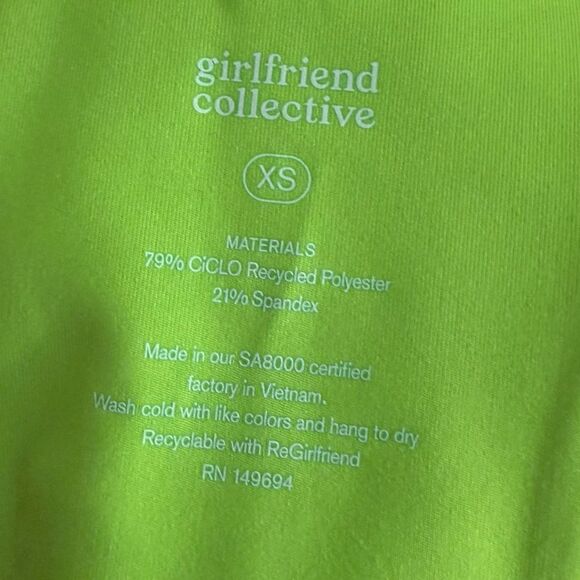 girlfriend
collective
XS
MATERIALS
79% CiCLO Recycled Polyester
21% Spandex
Made in our SA8000 certified
factory in Vietnam.
Wash cold with like colors and hang to dry
Recyclable with ReGirlfriend
RN 149694